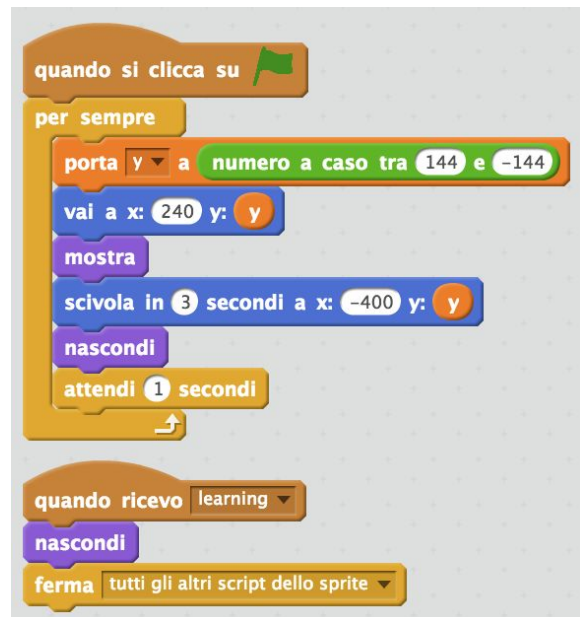 quando si clicca su
per sempre
porta y a numero a caso tra 144 e -144
vai a x: 240 y: y
mostra
scivola in 3 secondi a x: -400 y: y
nascondi
attendi 1 secondi
quando ricevo learning
nascondi
ferma tutti gli altri script dello sprite